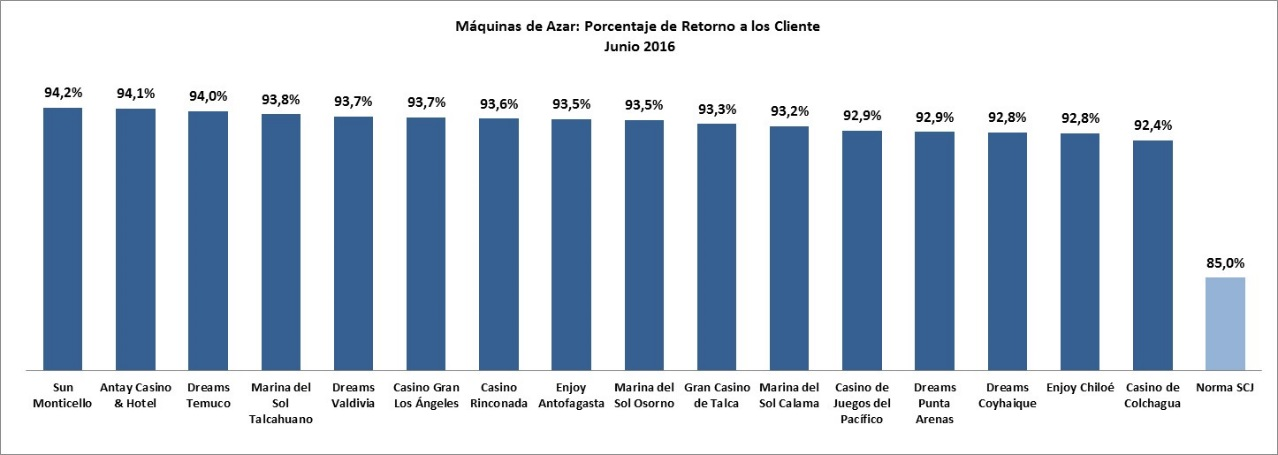 Máquinas de Azar: Porcentaje de Retorno a los Cliente
Junio 2016
94,2%
94,1%
94,0%
93,8%
93,7%
93,7%
93,6%
93,5%
93,5%
93,3%
93,2%
92,9%
92,9%
92,8%
92,8%
92,4%
85,0%
Sun
Monticello
Antay Casino
& Hotel
Dreams
Temuco
Marina del
Sol
Talcahuano
Dreams
Valdivia
Casino Gran
Los Ángeles
Casino
Rinconada
Enjoy
Antofagasta
Marina del
Sol Osorno
Gran Casino
de Talca
Marina del
Sol Calama
Casino de
Juegos del
Pacífico
Dreams
Punta
Arenas
Dreams
Coyhaique
Enjoy Chiloé
Casino de
Colchagua
Norma SCJ